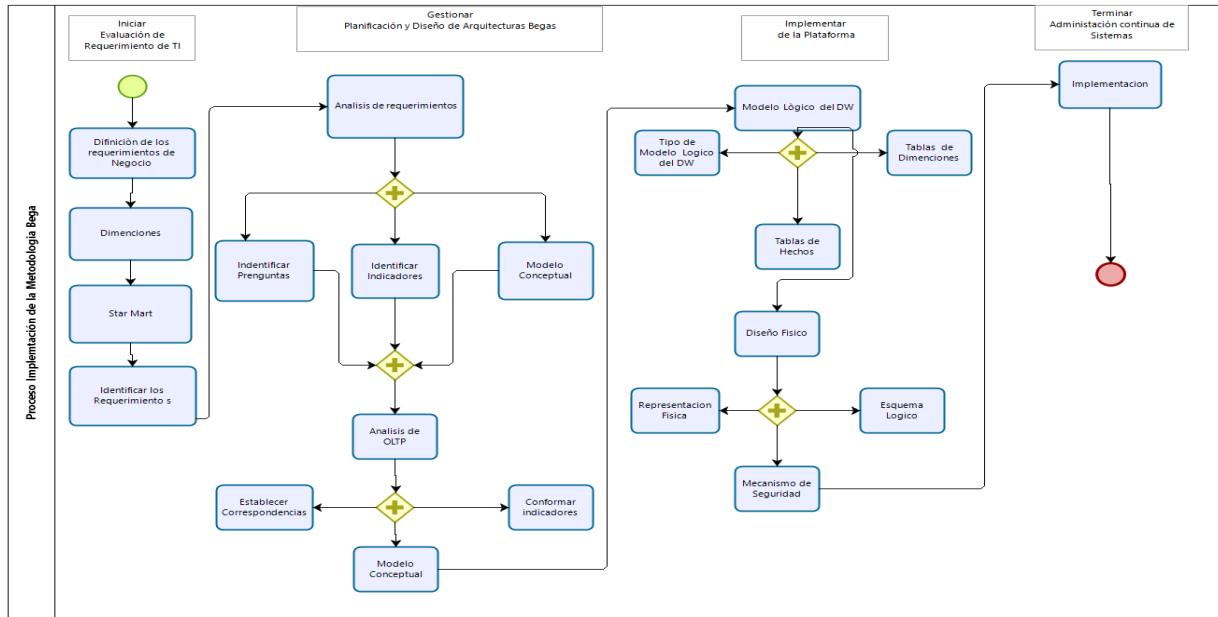 Proceso Implemtación de la Metodologia Bega
Iniciar
Evaluación de
Requerimiento de TI
Difiniciòn de los
requerimientos de
Negocio
Dimenciones
Star Mart
Identificar los
Requerimiento s
Gestionar
Planificación y Diseño de Arquitecturas Begas
Analisis de requerimientos
Indentificar
Prenguntas
Identificar
Indicadores
Modelo
Conceptual
Analisis de
OLTP
Establecer
Correspondencias
Conformar
indicadores
Modelo
Conceptual
Implementar
de la Plataforma
Modelo Lògico del DW
Tipo de
Modelo Logico
del DW
Tablas de
Dimenciones
Tablas de
Hechos
Diseño Fisico
Representacion
Fisica
Esquema
Logico
Mecanismo de
Seguridad
Terminar
Administación continua de
Sistemas
Implementacion